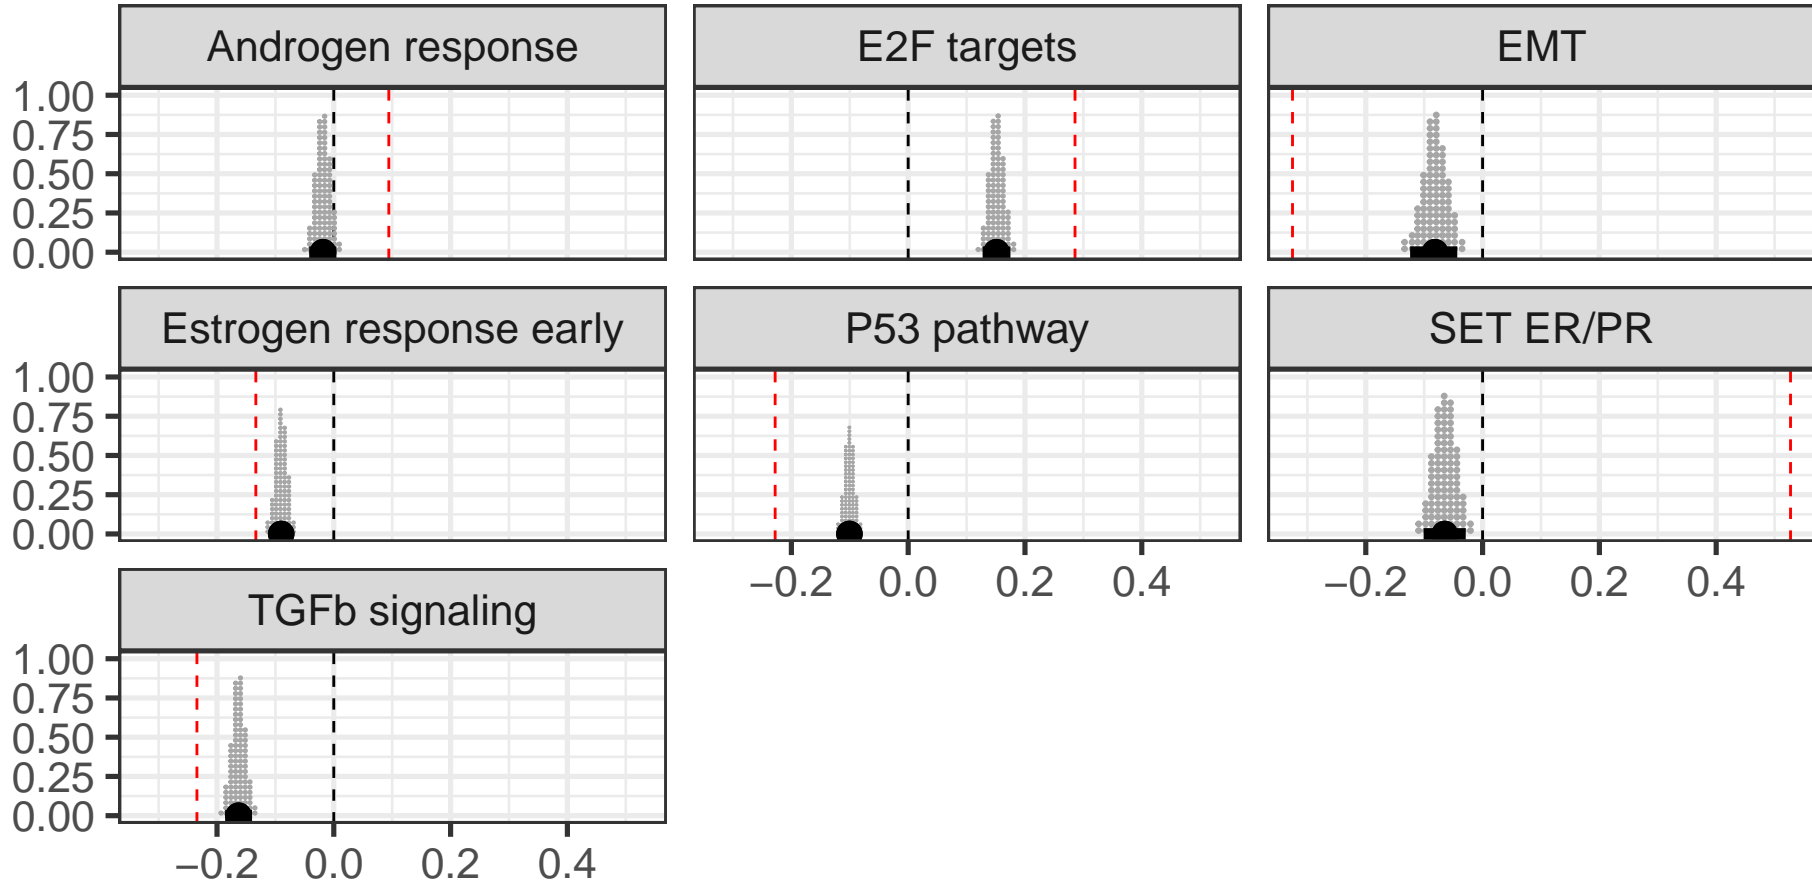 Androgen response
E2F targets
EMT
1.00
0.75
0.50
0.25
0.00
Estrogen response early
P53 pathway
SET ER/PR
1.00
0.75
0.50
0.25
0.00
−0.2 0.0 0.2 0.4
−0.2 0.0 0.2 0.4
TGFb signaling
1.00
0.75
0.50
0.25
0.00
−0.2 0.0 0.2 0.4